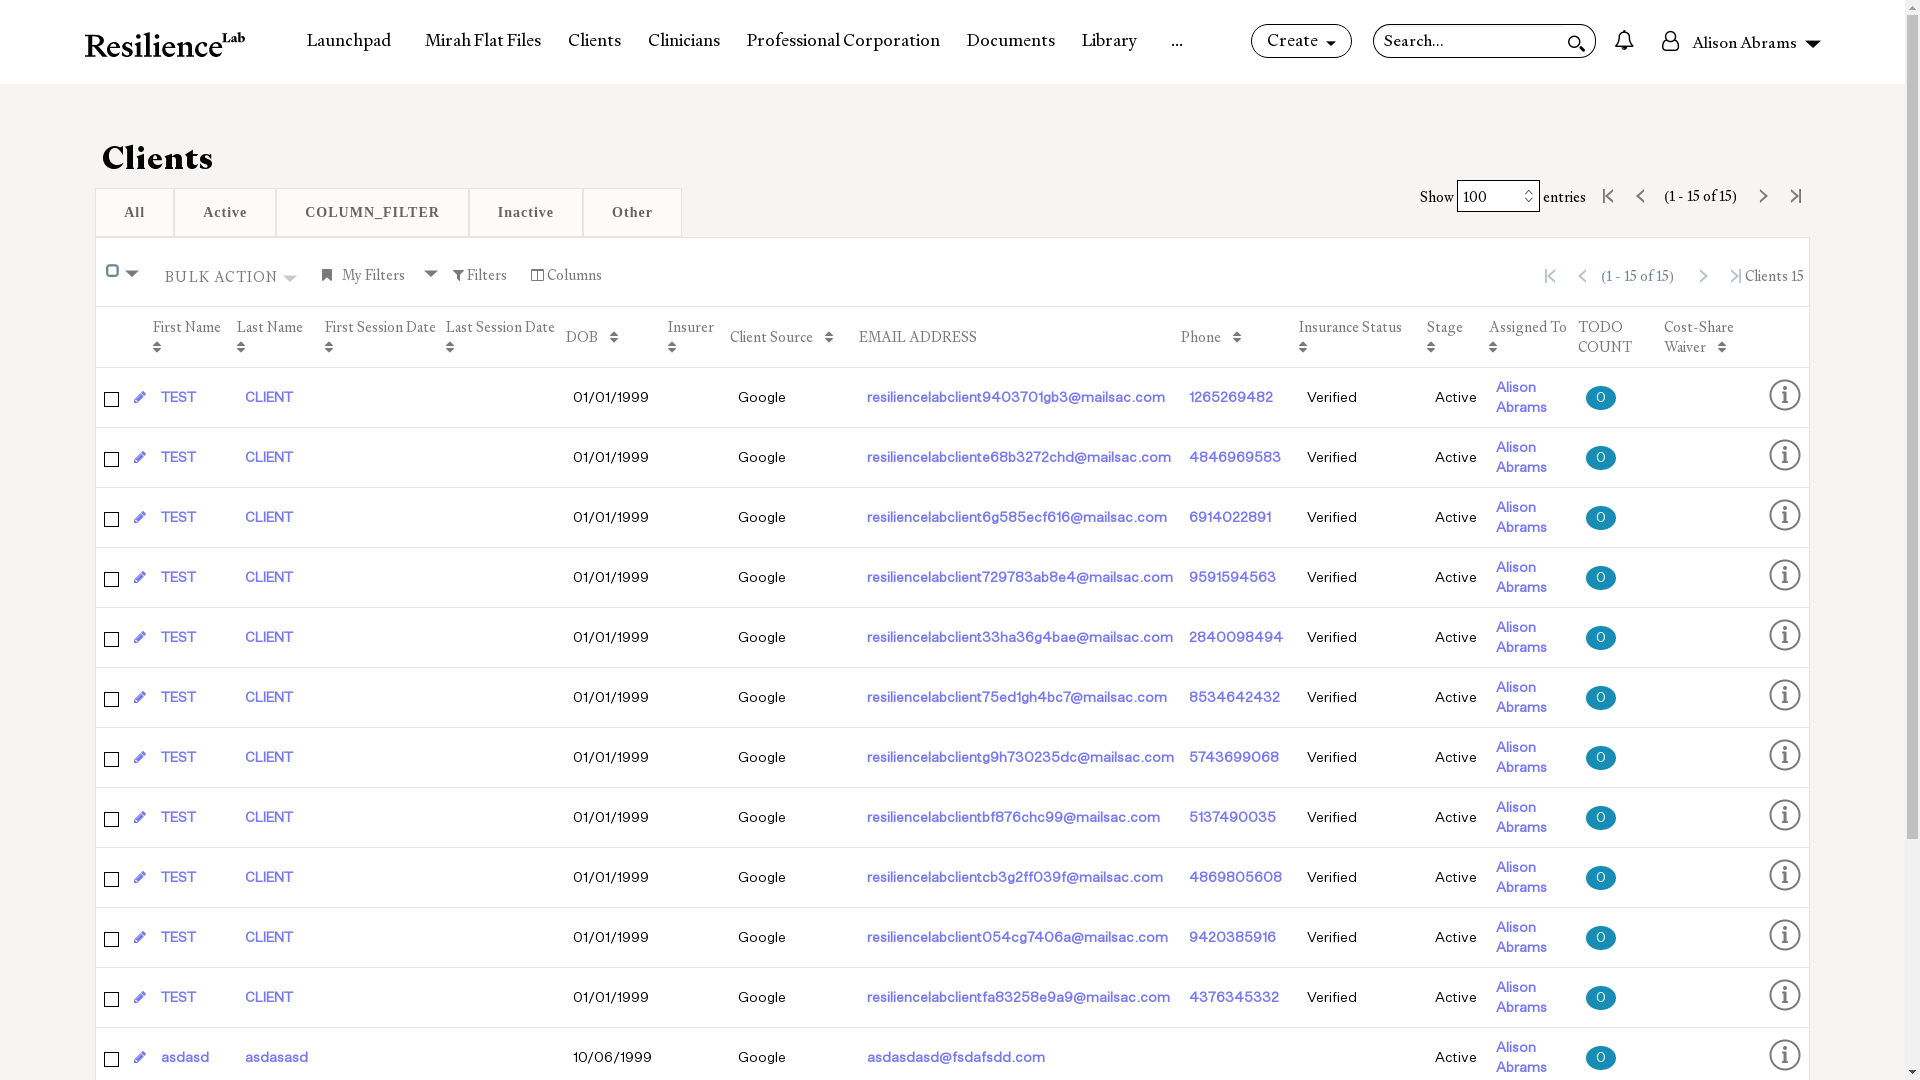 ResilienceLab Launchpad Mirah Flat Files Clients Clinicians Professional Corporation Documents Library ... Create Search... Alison Abrams
Clients
Show 100 entries (1 - 15 of 15)
All Active COLUMN_FILTER Inactive Other
BULK ACTION My Filters Filters Columns (1 - 15 of 15) Clients 15
First Name Last Name First Session Date Last Session Date DOB Insurer Client Source EMAIL ADDRESS Phone Insurance Status Stage Assigned To TODO COUNT Cost-Share Waiver
TEST CLIENT 01/01/1999 Google resiliencelabclient9403701gb3@mailsac.com 1265269482 Verified Active Alison Abrams 0
TEST CLIENT 01/01/1999 Google resiliencelabcliente68b3272chd@mailsac.com 4846969583 Verified Active Alison Abrams 0
TEST CLIENT 01/01/1999 Google resiliencelabclient6g585ecf616@mailsac.com 6914022891 Verified Active Alison Abrams 0
TEST CLIENT 01/01/1999 Google resiliencelabclient729783ab8e4@mailsac.com 9591594563 Verified Active Alison Abrams 0
TEST CLIENT 01/01/1999 Google resiliencelabclient33ha36g4bae@mailsac.com 2840098494 Verified Active Alison Abrams 0
TEST CLIENT 01/01/1999 Google resiliencelabclient75ed1gh4bc7@mailsac.com 8534642432 Verified Active Alison Abrams 0
TEST CLIENT 01/01/1999 Google resiliencelabclientg9h730235dc@mailsac.com 5743699068 Verified Active Alison Abrams 0
TEST CLIENT 01/01/1999 Google resiliencelabclientbf876chc99@mailsac.com 5137490035 Verified Active Alison Abrams 0
TEST CLIENT 01/01/1999 Google resiliencelabclientcb3g2ff039f@mailsac.com 4869805608 Verified Active Alison Abrams 0
TEST CLIENT 01/01/1999 Google resiliencelabclient054cg7406a@mailsac.com 9420385916 Verified Active Alison Abrams 0
TEST CLIENT 01/01/1999 Google resiliencelabclientfa83258e9a9@mailsac.com 4376345332 Verified Active Alison Abrams 0
asdasd asdasasd 10/06/1999 Google asdasdasd@fsdafsdd.com Active Alison Abrams 0